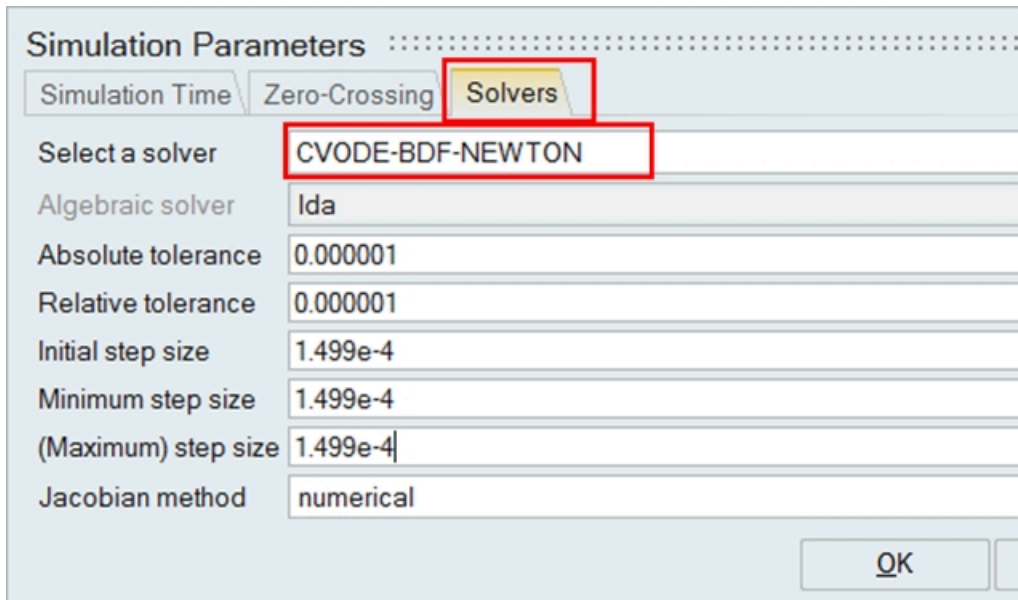 Simulation Parameters
Simulation Time Zero-Crossing Solvers
Select a solver CVODE-BDF-NEWTON
Algebraic solver Ida
Absolute tolerance 0.000001
Relative tolerance 0.000001
Initial step size 1.499e-4
Minimum step size 1.499e-4
(Maximum) step size 1.499e-4
Jacobian method numerical
OK